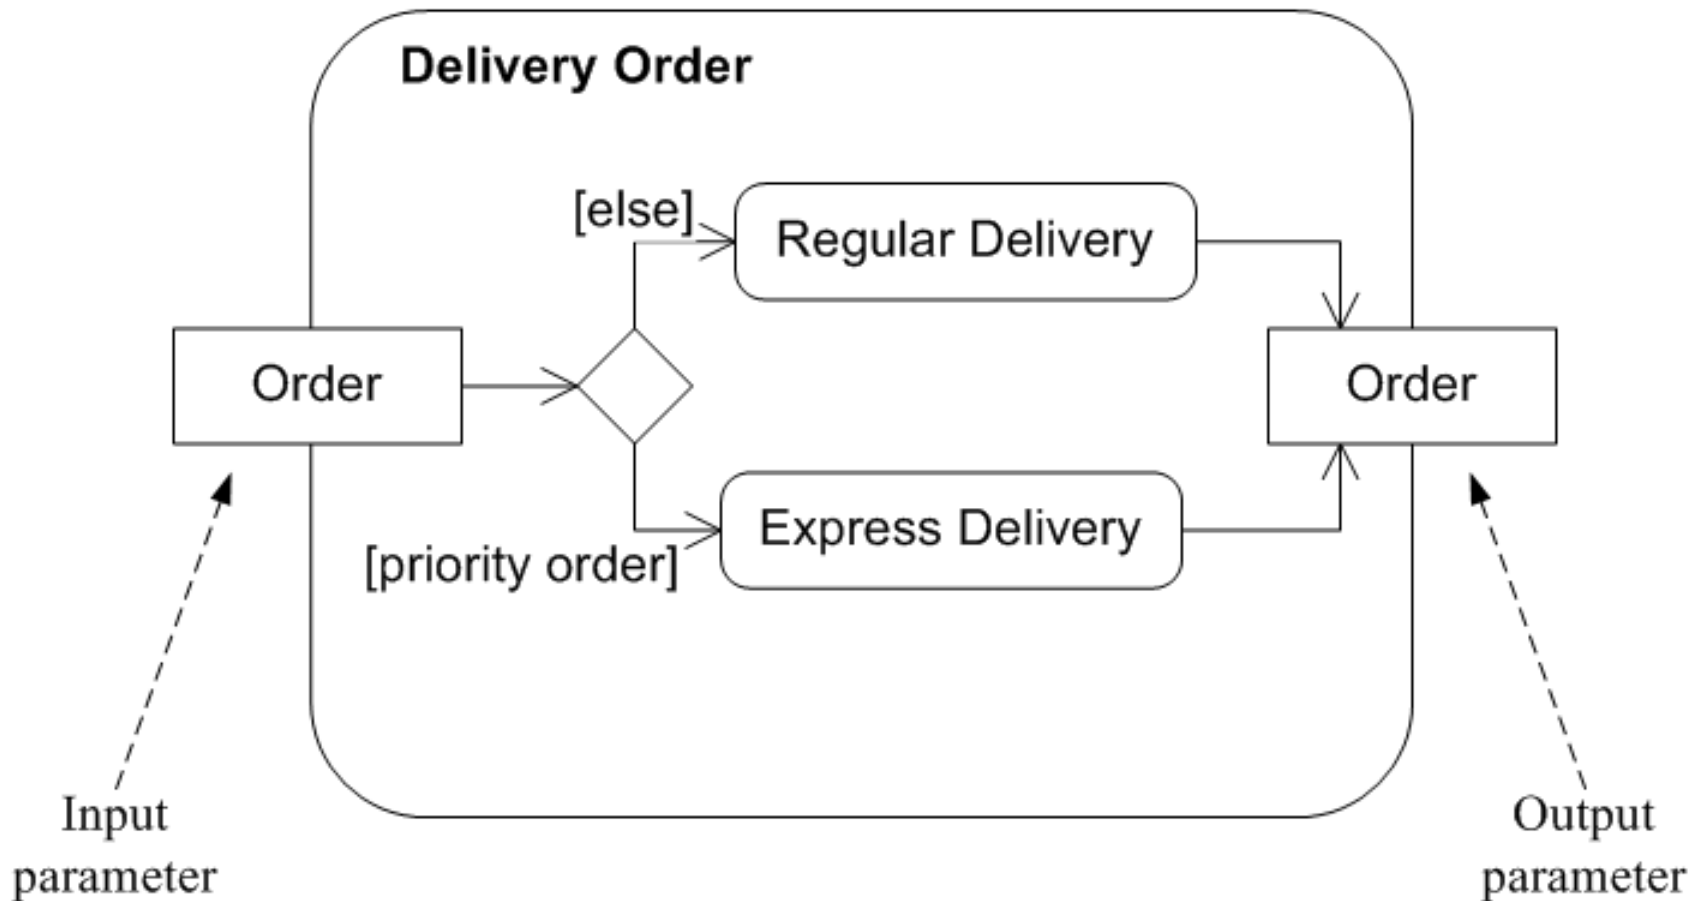 Delivery Order
[else]
Regular Delivery
Order
Order
Express Delivery
[priority order]
Input
parameter
Output
parameter